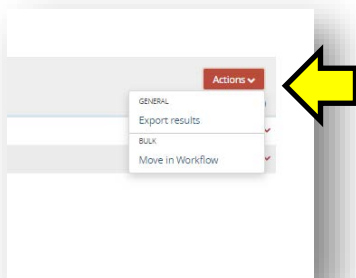 Actions
GENERAL
Export results
BULK
Move in Workflow